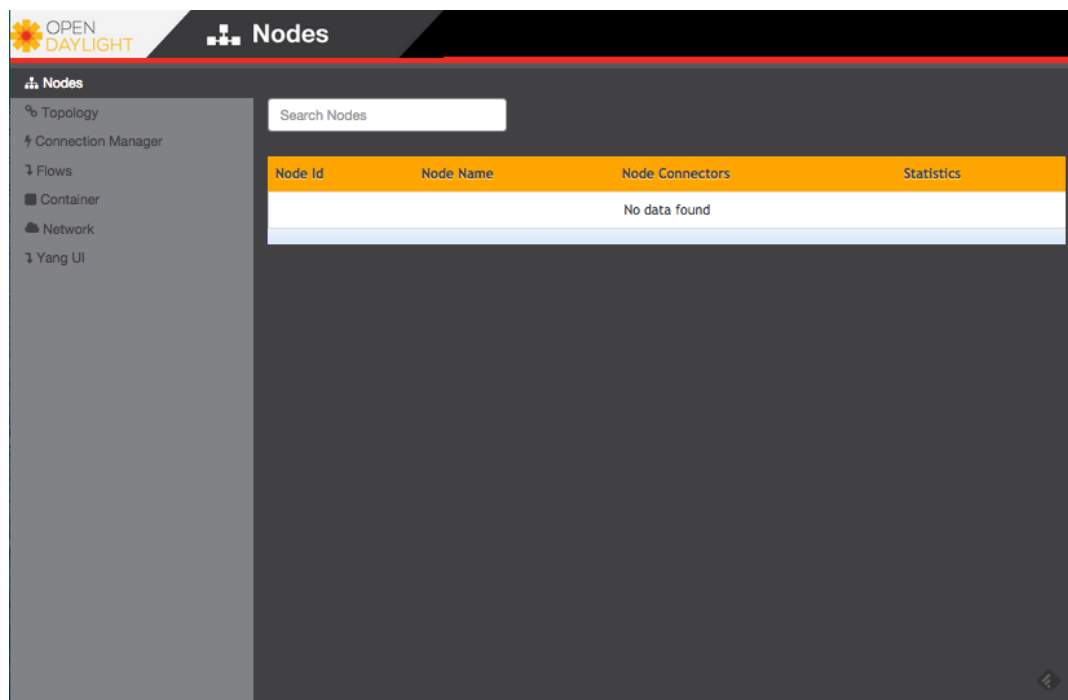 OPEN
DAYLIGHT
Nodes
Nodes
Topology
Connection Manager
Flows
Container
Network
Yang UI
Search Nodes
Node Id Node Name Node Connectors Statistics
No data found